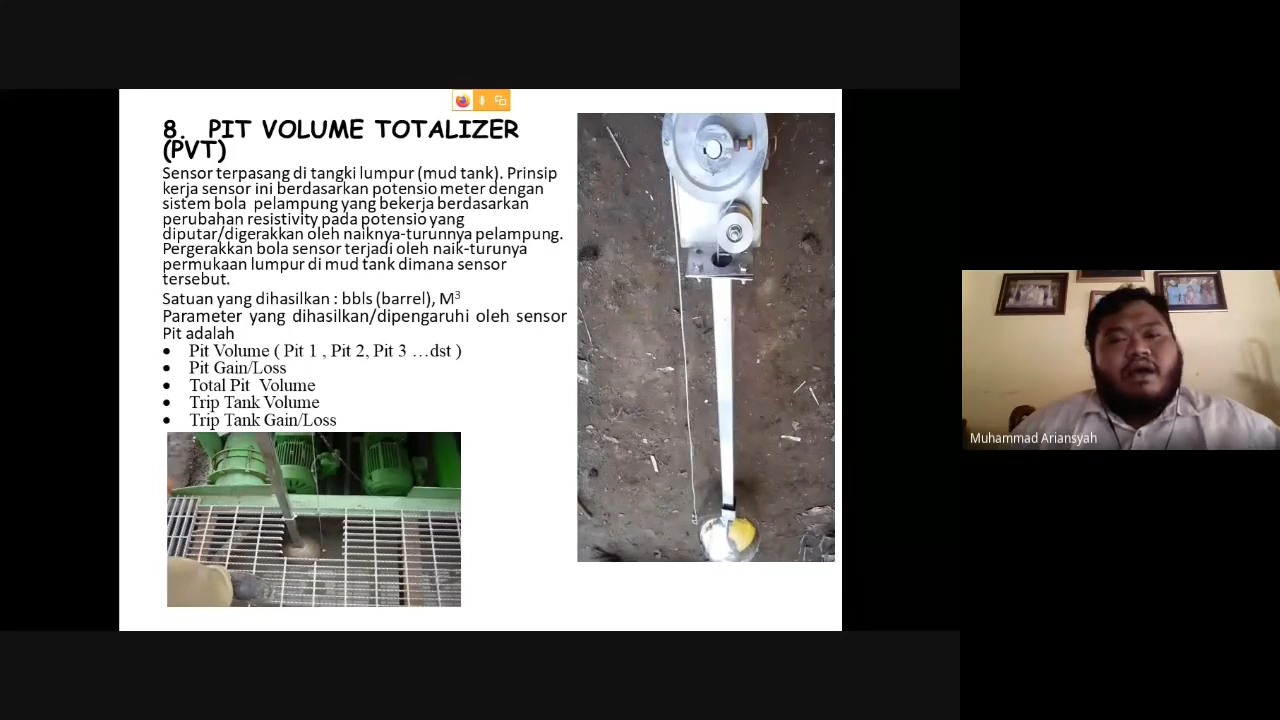 8. PIT VOLUME TOTALIZER
(PVT)
Sensor terpasang di tangki lumpur (mud tank). Prinsip
kerja sensor ini berdasarkan potensio meter dengan
sistem bola pelampung yang bekerja berdasarkan
perubahan resistivity pada potensio yang
diputar/digerakkan oleh naiknya-turunnya pelampung.
Pergerakkan bola sensor terjadi oleh naik-turunya
permukaan lumpur di mud tank dimana sensor
tersebut.
Satuan yang dihasilkan : bbls (barrel), M³
Parameter yang dihasilkan/dipengaruhi oleh sensor
Pit adalah
• Pit Volume ( Pit 1 , Pit 2, Pit 3 ...dst )
• Pit Gain/Loss
• Total Pit Volume
• Trip Tank Volume
• Trip Tank Gain/Loss
Muhammad Ariansyah